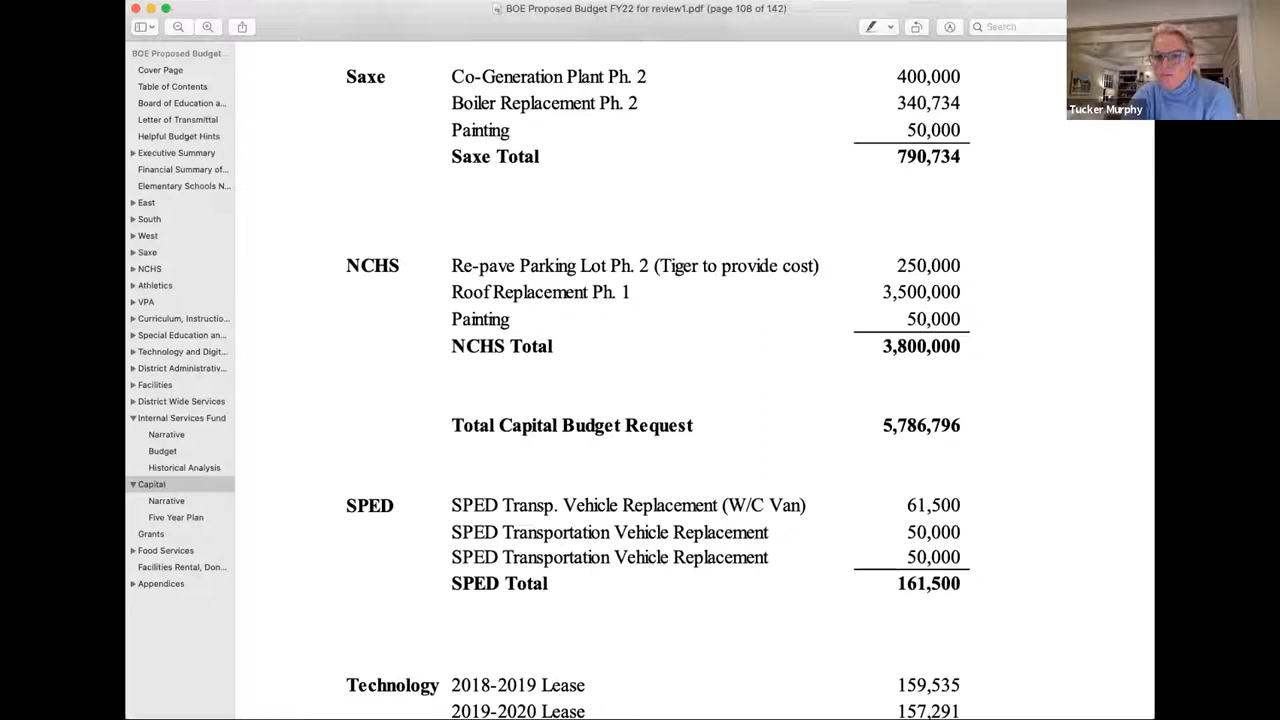 BOE Proposed Budget FY22 for review1.pdf (page 108 of 142)
Search
Tucker Murphy
BOE Proposed Budget...
Cover Page
Table of Contents
Board of Education a...
Letter of Transmittal
Helpful Budget Hints
Executive Summary
Financial Summary of...
Elementary Schools N...
East
South
West
Saxe
NCHS
Athletics
VPA
Curriculum, Instructio...
Special Education an...
Technology and Digit...
District Administrativ...
Facilities
District Wide Services
Internal Services Fund
Narrative
Budget
Historical Analysis
Capital
Narrative
Five Year Plan
Grants
Food Services
Facilities Rental, Don...
Appendices
Saxe Co-Generation Plant Ph. 2 400,000
Boiler Replacement Ph. 2 340,734
Painting 50,000
Saxe Total 790,734
NCHS Re-pave Parking Lot Ph. 2 (Tiger to provide cost) 250,000
Roof Replacement Ph. 1 3,500,000
Painting 50,000
NCHS Total 3,800,000
Total Capital Budget Request 5,786,796
SPED SPED Transp. Vehicle Replacement (W/C Van) 61,500
SPED Transportation Vehicle Replacement 50,000
SPED Transportation Vehicle Replacement 50,000
SPED Total 161,500
Technology 2018-2019 Lease 159,535
2019-2020 Lease 157,291